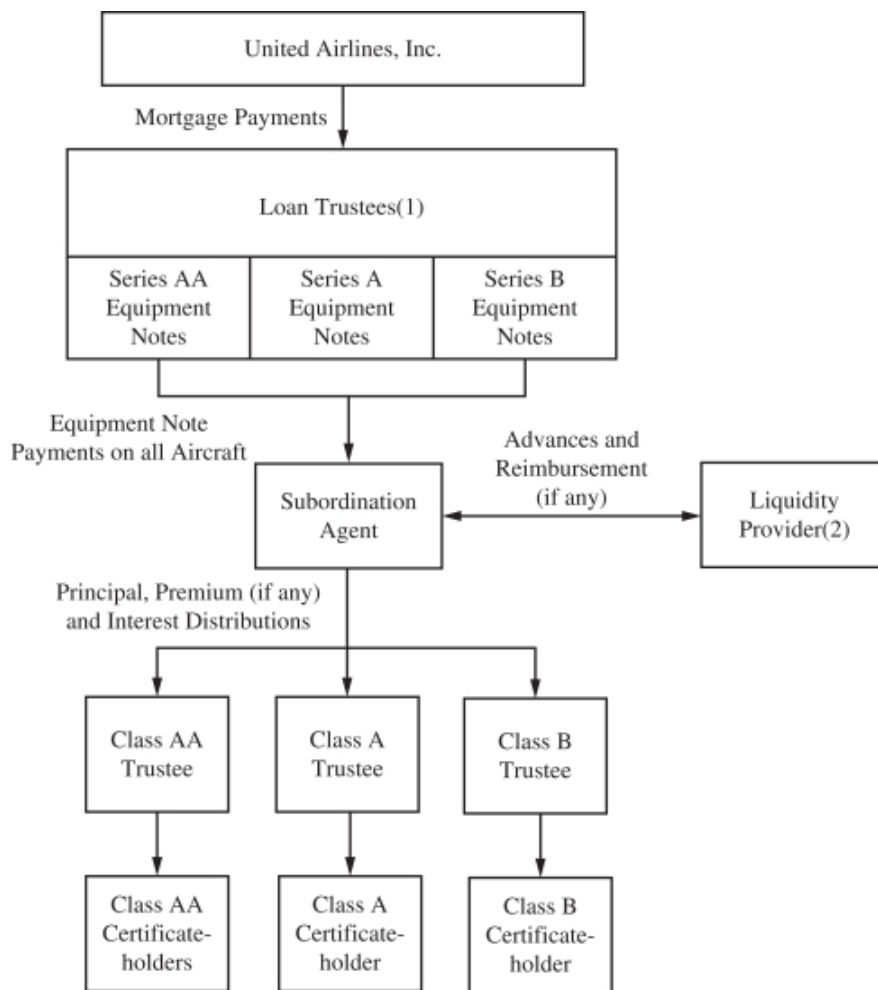 United Airlines, Inc.
Mortgage Payments
Loan Trustees(1)
Series AA
Equipment
Notes
Series A
Equipment
Notes
Series B
Equipment
Notes
Equipment Note
Payments on all Aircraft
Advances and
Reimbursement
(if any)
Subordination
Agent
Liquidity
Provider(2)
Principal, Premium (if any)
and Interest Distributions
Class AA
Trustee
Class A
Trustee
Class B
Trustee
Class AA
Certificate-
holders
Class A
Certificate-
holder
Class B
Certificate-
holder